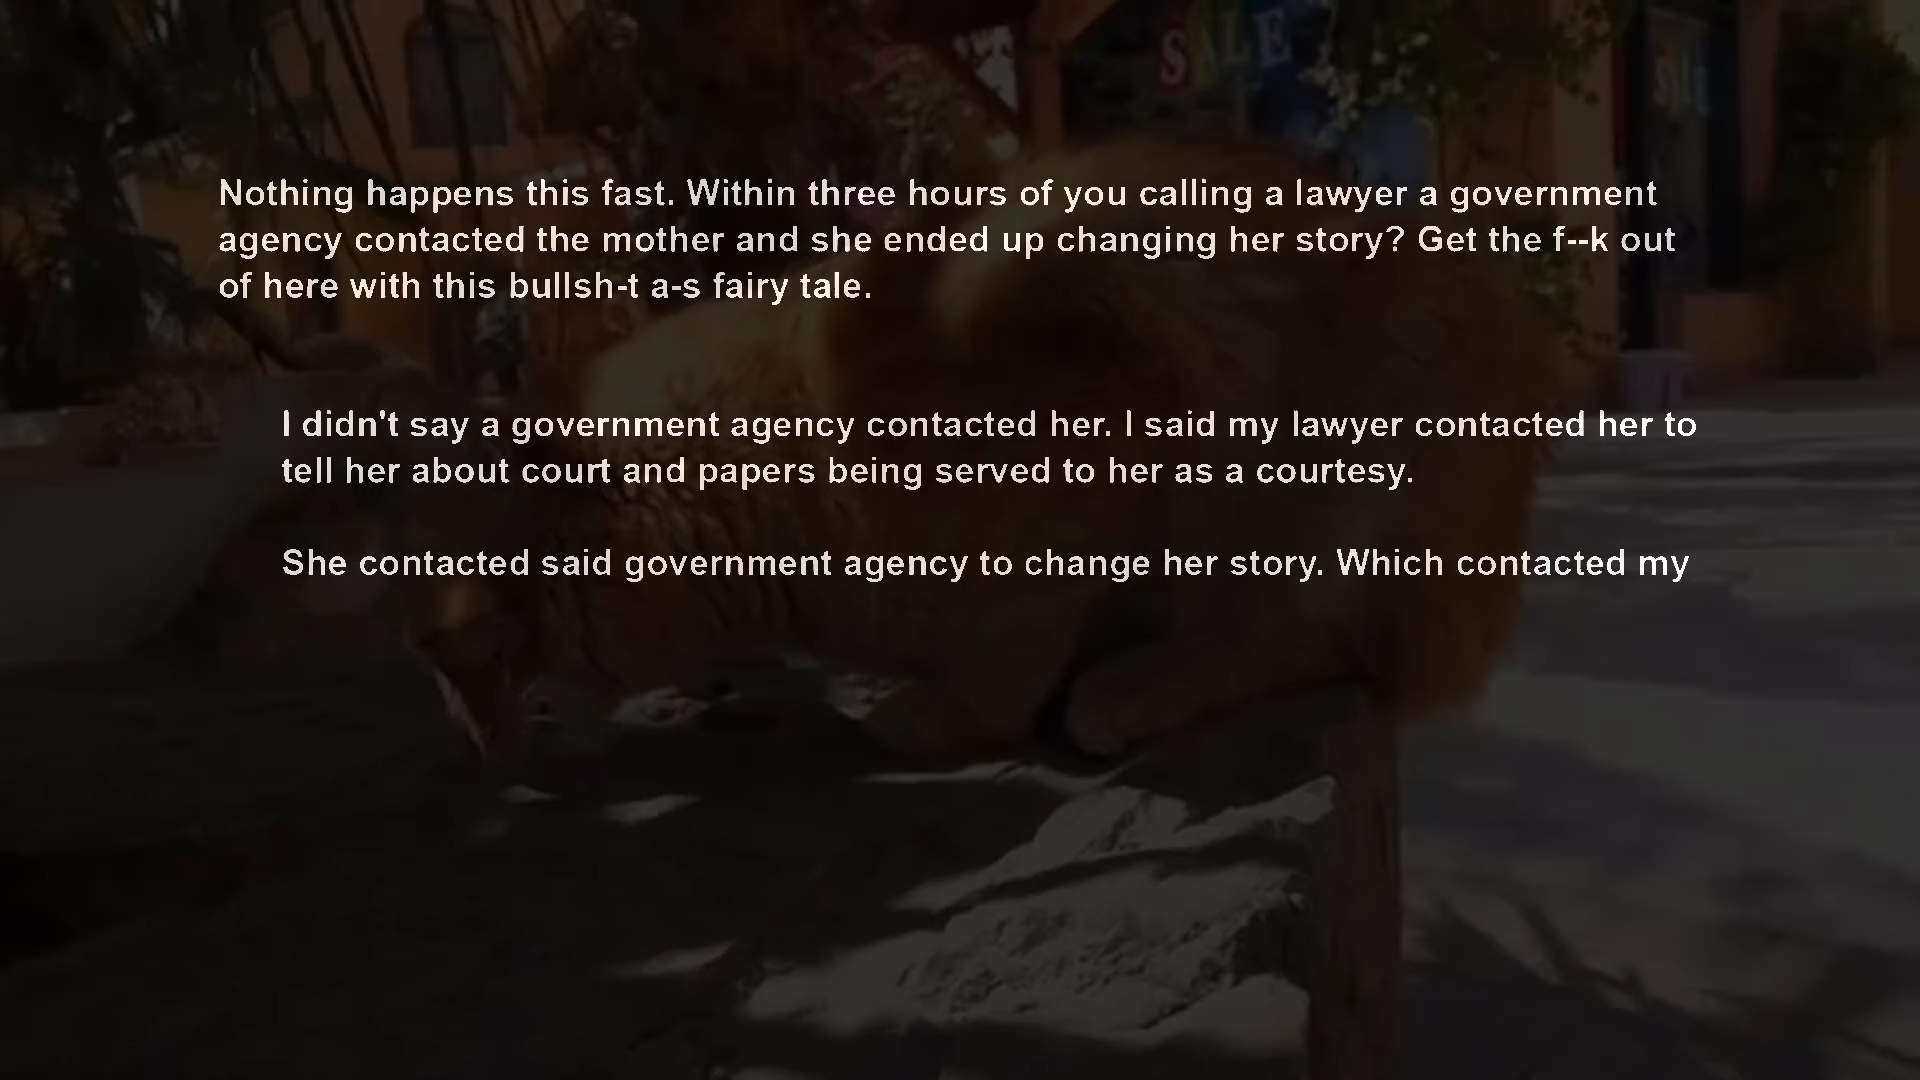 SALE
SALE
Nothing happens this fast. Within three hours of you calling a lawyer a government
agency contacted the mother and she ended up changing her story? Get the f--k out
of here with this bullsh-t a-s fairy tale.
I didn't say a government agency contacted her. I said my lawyer contacted her to
tell her about court and papers being served to her as a courtesy.
She contacted said government agency to change her story. Which contacted my